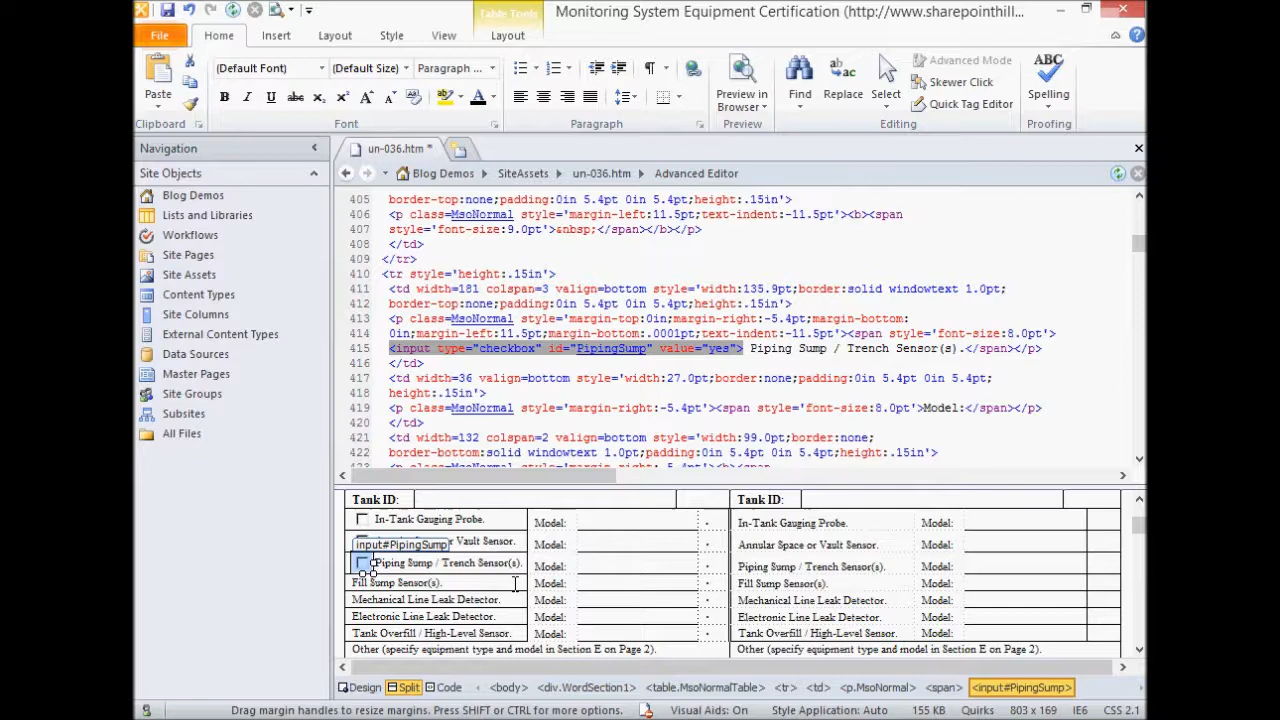 Table Tools
Monitoring System Equipment Certification (http://www.sharepointhill...
File Home Insert Layout Style View Layout
(Default Font) (Default Size) Paragraph ...
Paste
B I U abc
Preview in Browser
Find Replace Select
Advanced Mode
Skewer Click
Quick Tag Editor
ABC
Spelling
Clipboard Font Paragraph Preview Editing Proofing
Navigation
un-036.htm *
Site Objects
Blog Demos SiteAssets un-036.htm Advanced Editor
Blog Demos
Lists and Libraries
Workflows
Site Pages
Site Assets
Content Types
Site Columns
External Content Types
Data Sources
Master Pages
Site Groups
Subsites
All Files
405 border-top:none;padding:0in 5.4pt 0in 5.4pt;height:.15in'>
406 <p class=MsoNormal style='margin-left:11.5pt;text-indent:-11.5pt'><b><span
407 style='font-size:9.0pt'>&nbsp;</span></b></p>
408 </td>
409 </tr>
410 <tr style='height:.15in'>
411 <td width=181 colspan=3 valign=bottom style='width:135.9pt;border:solid windowtext 1.0pt;
412 border-top:none;padding:0in 5.4pt 0in 5.4pt;height:.15in'>
413 <p class=MsoNormal style='margin-top:0in;margin-right:-5.4pt;margin-bottom:
414 0in;margin-left:11.5pt;margin-bottom:.0001pt;text-indent:-11.5pt'><span style='font-size:8.0pt'>
415 <input type="checkbox" id="PipingSump" value="yes"> Piping Sump / Trench Sensor(s).</span></p>
416 </td>
417 <td width=36 valign=bottom style='width:27.0pt;border:none;padding:0in 5.4pt 0in 5.4pt;
418 height:.15in'>
419 <p class=MsoNormal style='margin-right:-5.4pt'><span style='font-size:8.0pt'>Model:</span></p>
420 </td>
421 <td width=132 colspan=2 valign=bottom style='width:99.0pt;border:none;
422 border-bottom:solid windowtext 1.0pt;padding:0in 5.4pt 0in 5.4pt;height:.15in'>
423 <p class=MsoNormal style='margin-right:-5.4pt'><b><span
Tank ID: Tank ID:
In-Tank Gauging Probe. Model: In-Tank Gauging Probe. Model:
or Vault Sensor. Model: Annular Space or Vault Sensor. Model:
input#PipingSump
Piping Sump / Trench Sensor(s). Model: Piping Sump / Trench Sensor(s). Model:
Fill Sump Sensor(s). Model: Fill Sump Sensor(s). Model:
Mechanical Line Leak Detector. Model: Mechanical Line Leak Detector. Model:
Electronic Line Leak Detector. Model: Electronic Line Leak Detector. Model:
Tank Overfill / High-Level Sensor. Model: Tank Overfill / High-Level Sensor. Model:
Other (specify equipment type and model in Section E on Page 2). Other (specify equipment type and model in Section E on Page 2).
Design Split Code <body> <div.WordSection1> <table.MsoNormalTable> <tr> <td> <p.MsoNormal> <span> <input#PipingSump>
Drag margin handles to resize margins. Press SHIFT or CTRL for more options. Visual Aids: On Style Application: Auto 155 KB Quirks 803 x 169 IE6 CSS 2.1